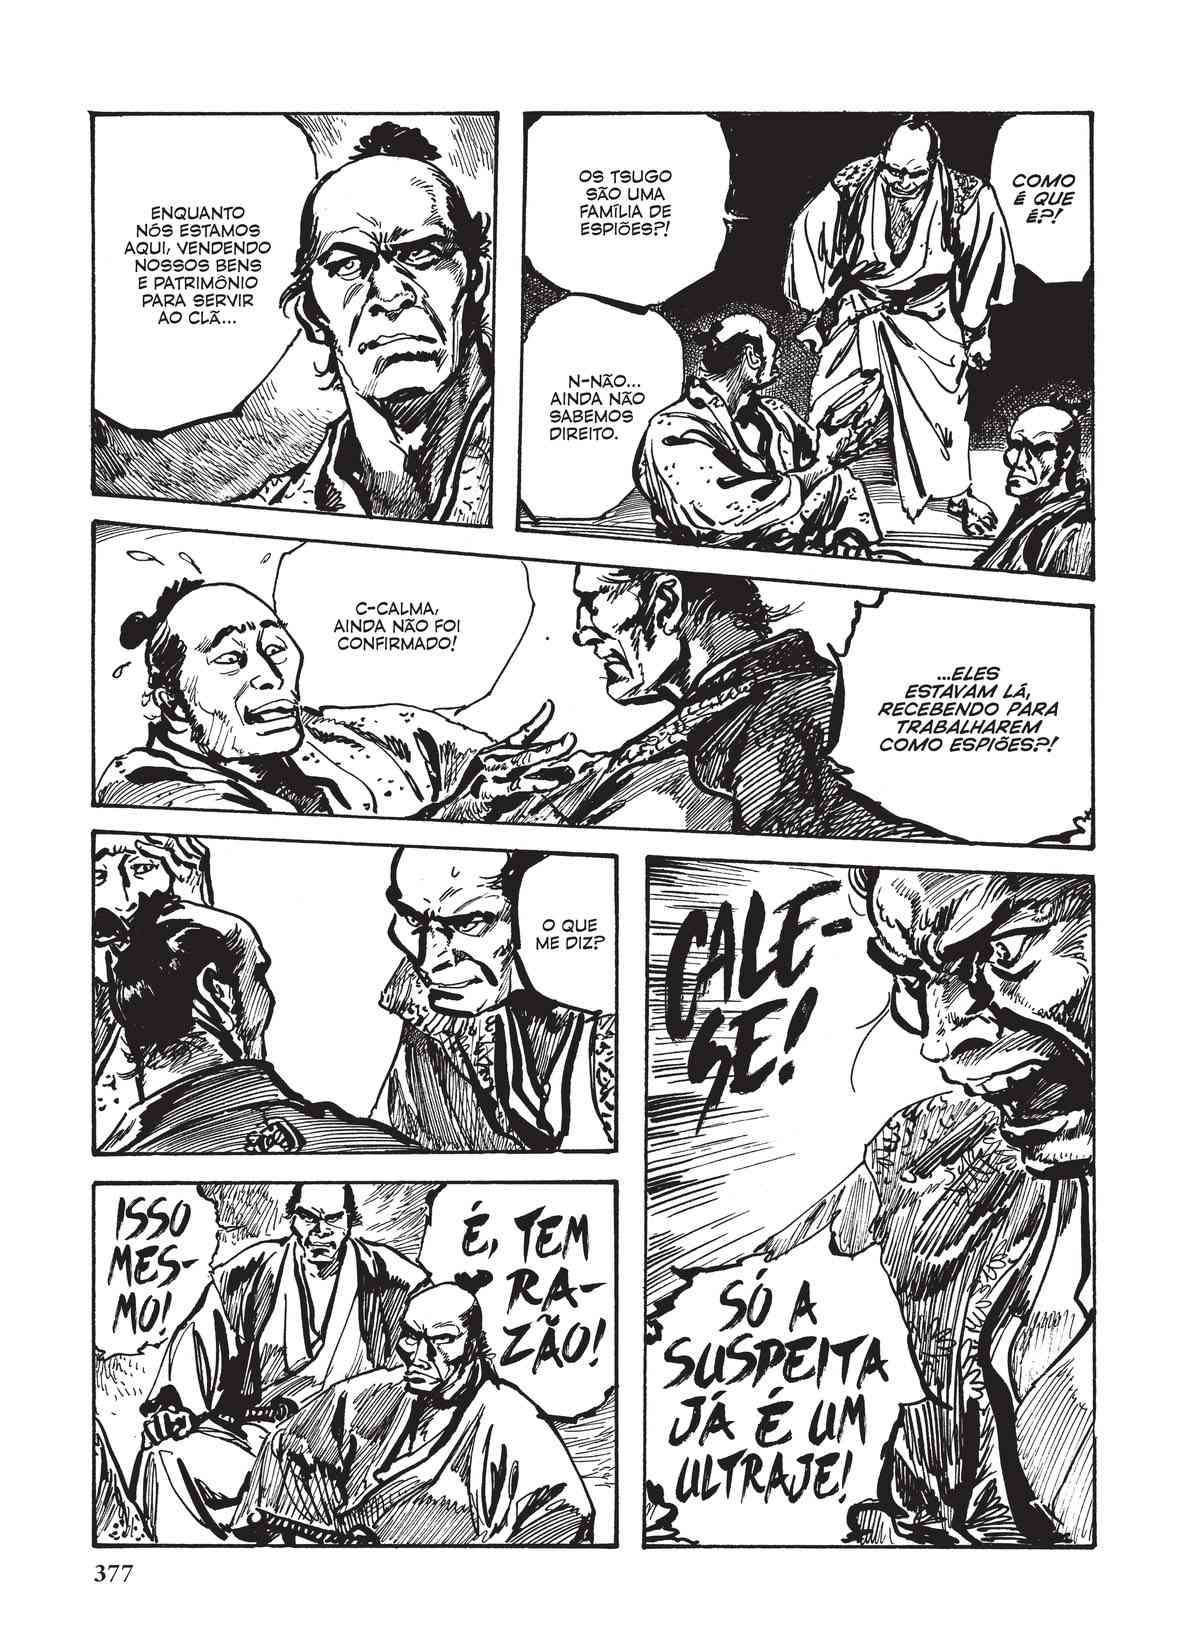 COMO
É QUE
É?!
OS TSUGO
SÃO UMA
FAMÍLIA DE
ESPIÕES?!
N-NÃO...
AINDA NÃO
SABEMOS
DIREITO.
ENQUANTO
NÓS ESTAMOS
AQUI, VENDENDO
NOSSOS BENS
E PATRIMÔNIO
PARA SERVIR
AO CLÃ...
...ELES
ESTAVAM LÁ,
RECEBENDO PARA
TRABALHAREM
COMO ESPIÕES?!
C-CALMA,
AINDA NÃO FOI
CONFIRMADO!
CALE-
SE!
SÓ A
SUSPEITA
JÁ É UM
ULTRAJE!
O QUE
ME DIZ?
É, TEM
RA-
ZÃO!
ISSO
MES-
MO!
377